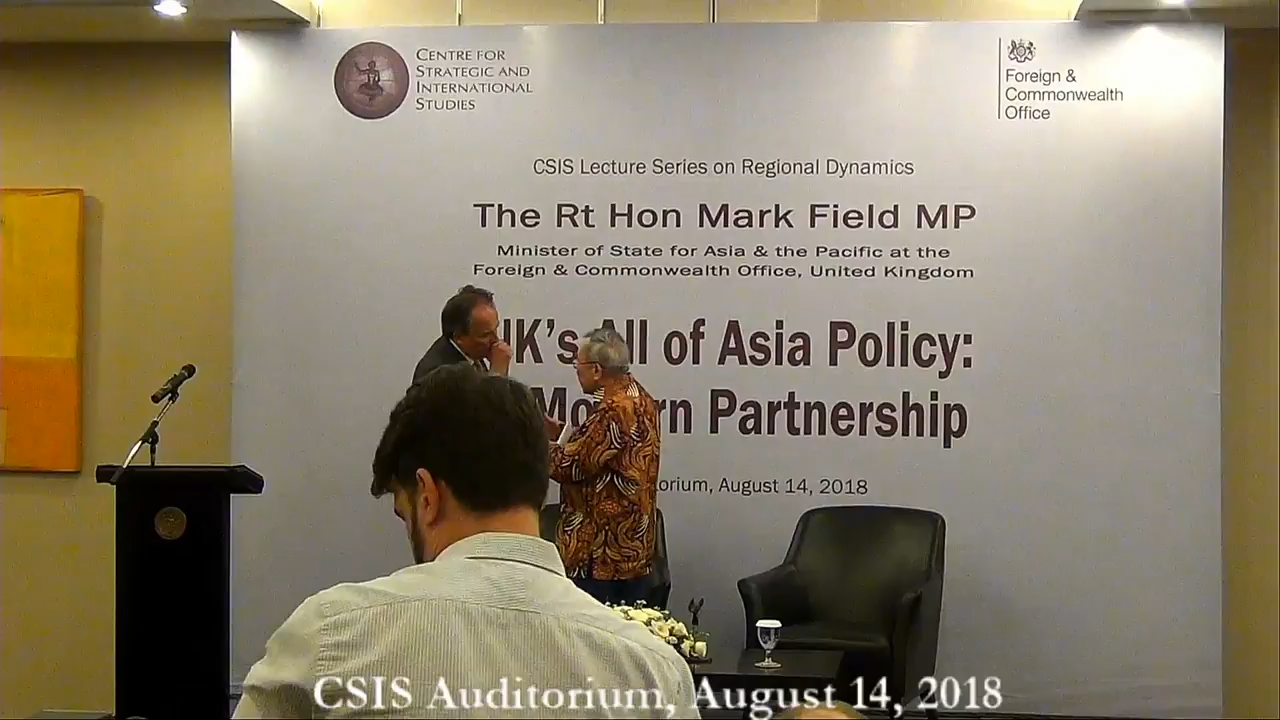 CENTRE FOR
STRATEGIC AND
INTERNATIONAL
STUDIES
Foreign &
Commonwealth
Office
CSIS Lecture Series on Regional Dynamics
The Rt Hon Mark Field MP
Minister of State for Asia & the Pacific at the
Foreign & Commonwealth Office, United Kingdom
K's All of Asia Policy:
Partnership
August 14, 2018
CSIS Auditorium, August 14, 2018